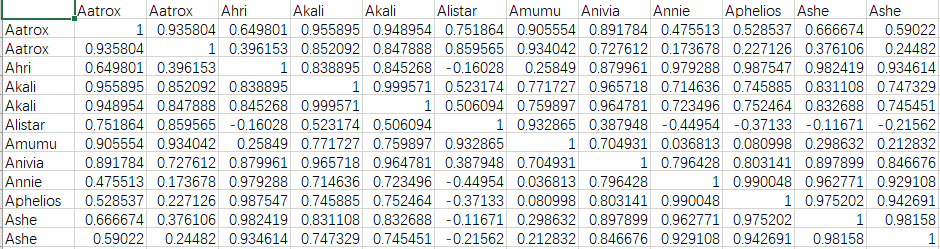 Aatrox Aatrox Ahri Akali Akali Alistar Amumu Anivia Annie Aphelios Ashe Ashe
Aatrox 1 0.935804 0.649801 0.955895 0.948954 0.751864 0.905554 0.891784 0.475513 0.528537 0.666674 0.59022
Aatrox 0.935804 1 0.396153 0.852092 0.847888 0.859565 0.934042 0.727612 0.173678 0.227126 0.376106 0.24482
Ahri 0.649801 0.396153 1 0.838895 0.845268 -0.16028 0.25849 0.879961 0.979288 0.987547 0.982419 0.934614
Akali 0.955895 0.852092 0.838895 1 0.999571 0.523174 0.771727 0.965718 0.714636 0.745885 0.831108 0.747329
Akali 0.948954 0.847888 0.845268 0.999571 1 0.506094 0.759897 0.964781 0.723496 0.752464 0.832688 0.745451
Alistar 0.751864 0.859565 -0.16028 0.523174 0.506094 1 0.932865 0.387948 -0.44954 -0.37133 -0.11671 -0.21562
Amumu 0.905554 0.934042 0.25849 0.771727 0.759897 0.932865 1 0.704931 0.036813 0.080998 0.298632 0.212832
Anivia 0.891784 0.727612 0.879961 0.965718 0.964781 0.387948 0.704931 1 0.796428 0.803141 0.897899 0.846676
Annie 0.475513 0.173678 0.979288 0.714636 0.723496 -0.44954 0.036813 0.796428 1 0.990048 0.962771 0.929108
Aphelios 0.528537 0.227126 0.987547 0.745885 0.752464 -0.37133 0.080998 0.803141 0.990048 1 0.975202 0.942691
Ashe 0.666674 0.376106 0.982419 0.831108 0.832688 -0.11671 0.298632 0.897899 0.962771 0.975202 1 0.98158
Ashe 0.59022 0.24482 0.934614 0.747329 0.745451 -0.21562 0.212832 0.846676 0.929108 0.942691 0.98158 1